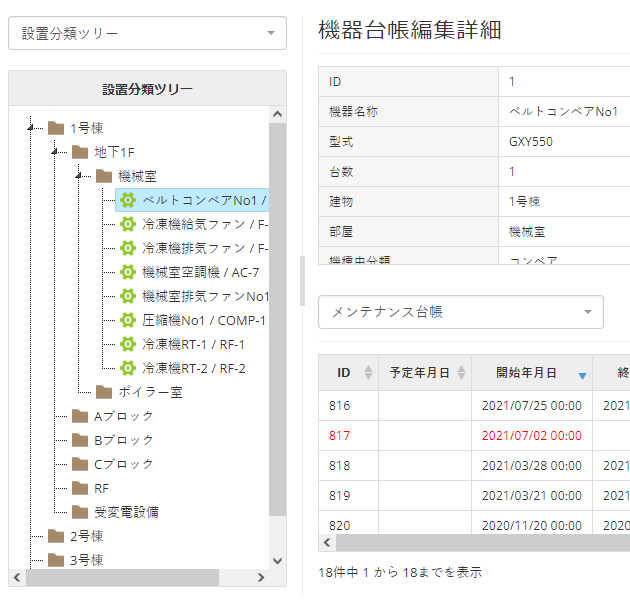 設置分類ツリー
設置分類ツリー
1号棟
地下1F
機械室
ベルトコンベアNo1 /
冷凍機給気ファン / F-
冷凍機排気ファン / F-
機械室空調機 / AC-7
機械室排気ファンNo1
圧縮機No1 / COMP-1
冷凍機RT-1 / RF-1
冷凍機RT-2 / RF-2
ボイラー室
Aブロック
Bブロック
Cブロック
RF
受変電設備
2号棟
3号棟
機器台帳編集詳細
ID 1
機器名称 ベルトコンベアNo1
型式 GXY550
台数 1
建物 1号棟
部屋 機械室
機種中分類 コンベア
メンテナンス台帳
ID 予定年月日 開始年月日 終
816 2021/07/25 00:00 2021
817 2021/07/02 00:00
818 2021/03/28 00:00 2021
819 2021/03/21 00:00 2021
820 2020/11/20 00:00 2020
18件中 1 から 18までを表示